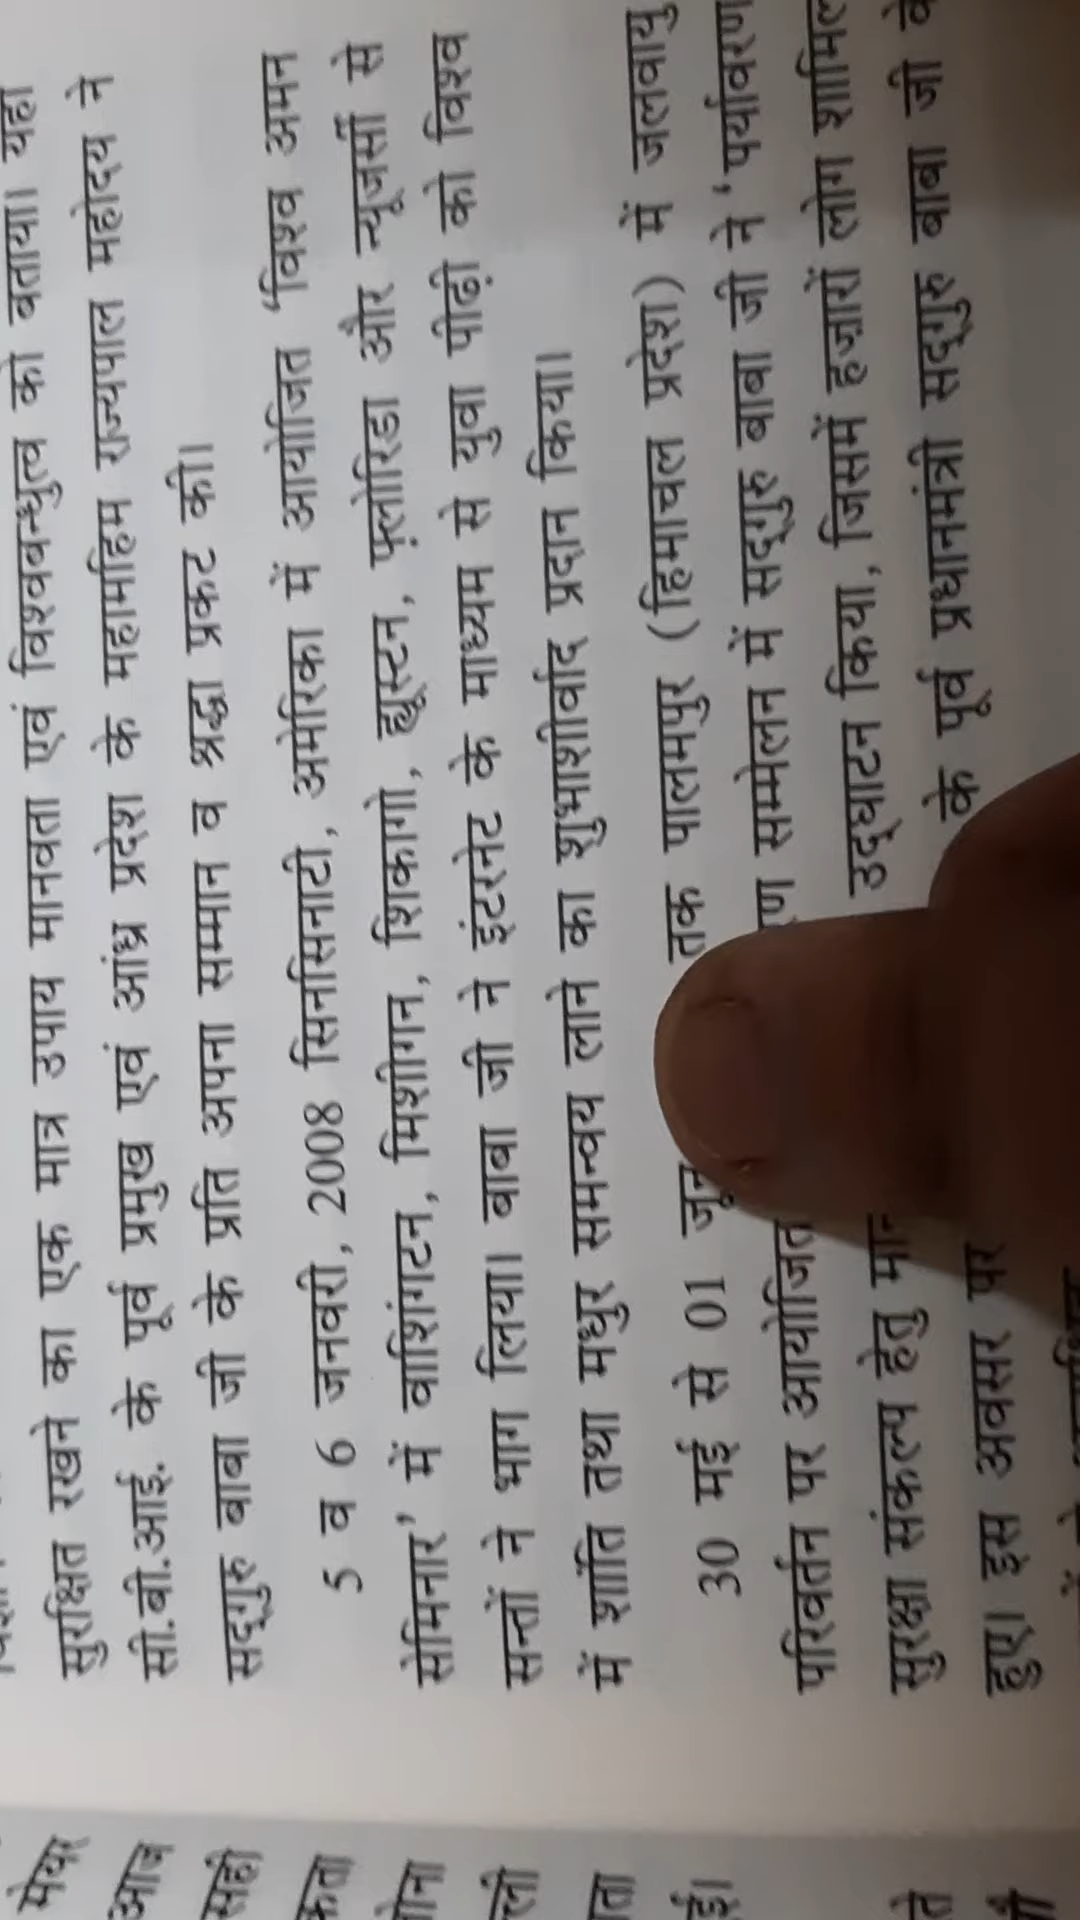 सुरक्षित रखने का एक मात्र उपाय मानवता एवं विश्वबन्धुत्व को बताया। यहां
सी.बी.आई. के पूर्व प्रमुख एवं आंध्र प्रदेश के महामहिम राज्यपाल महोदय ने
सद्गुरु बाबा जी के प्रति अपना सम्मान व श्रद्धा प्रकट की।
5 व 6 जनवरी, 2008 सिनसिनाटी, अमेरिका में आयोजित "विश्व अमन
सेमिनार' में वाशिंगटन, मिशीगन, शिकागो, ह्यूस्टन, फ्लोरिडा और न्यूजर्सी से
सन्तों ने भाग लिया। बाबा जी ने इंटरनेट के माध्यम से युवा पीढ़ी को विश्व
में शांति तथा मधुर समन्वय लाने का शुभाशीर्वाद प्रदान किया।
30 मई से 01 जून तक पालमपुर (हिमाचल प्रदेश) में जलवायु
परिवर्तन पर आयोजित सम्मेलन में सद्गुरु बाबा जी ने, 'पर्यावरण
सुरक्षा संकल्प हेतु उद्घाटन किया, जिसमें हजारों लोग शामिल
हुए। इस अवसर पर के पूर्व प्रधानमंत्री सद्गुरु बाबा जी के
आज
सही